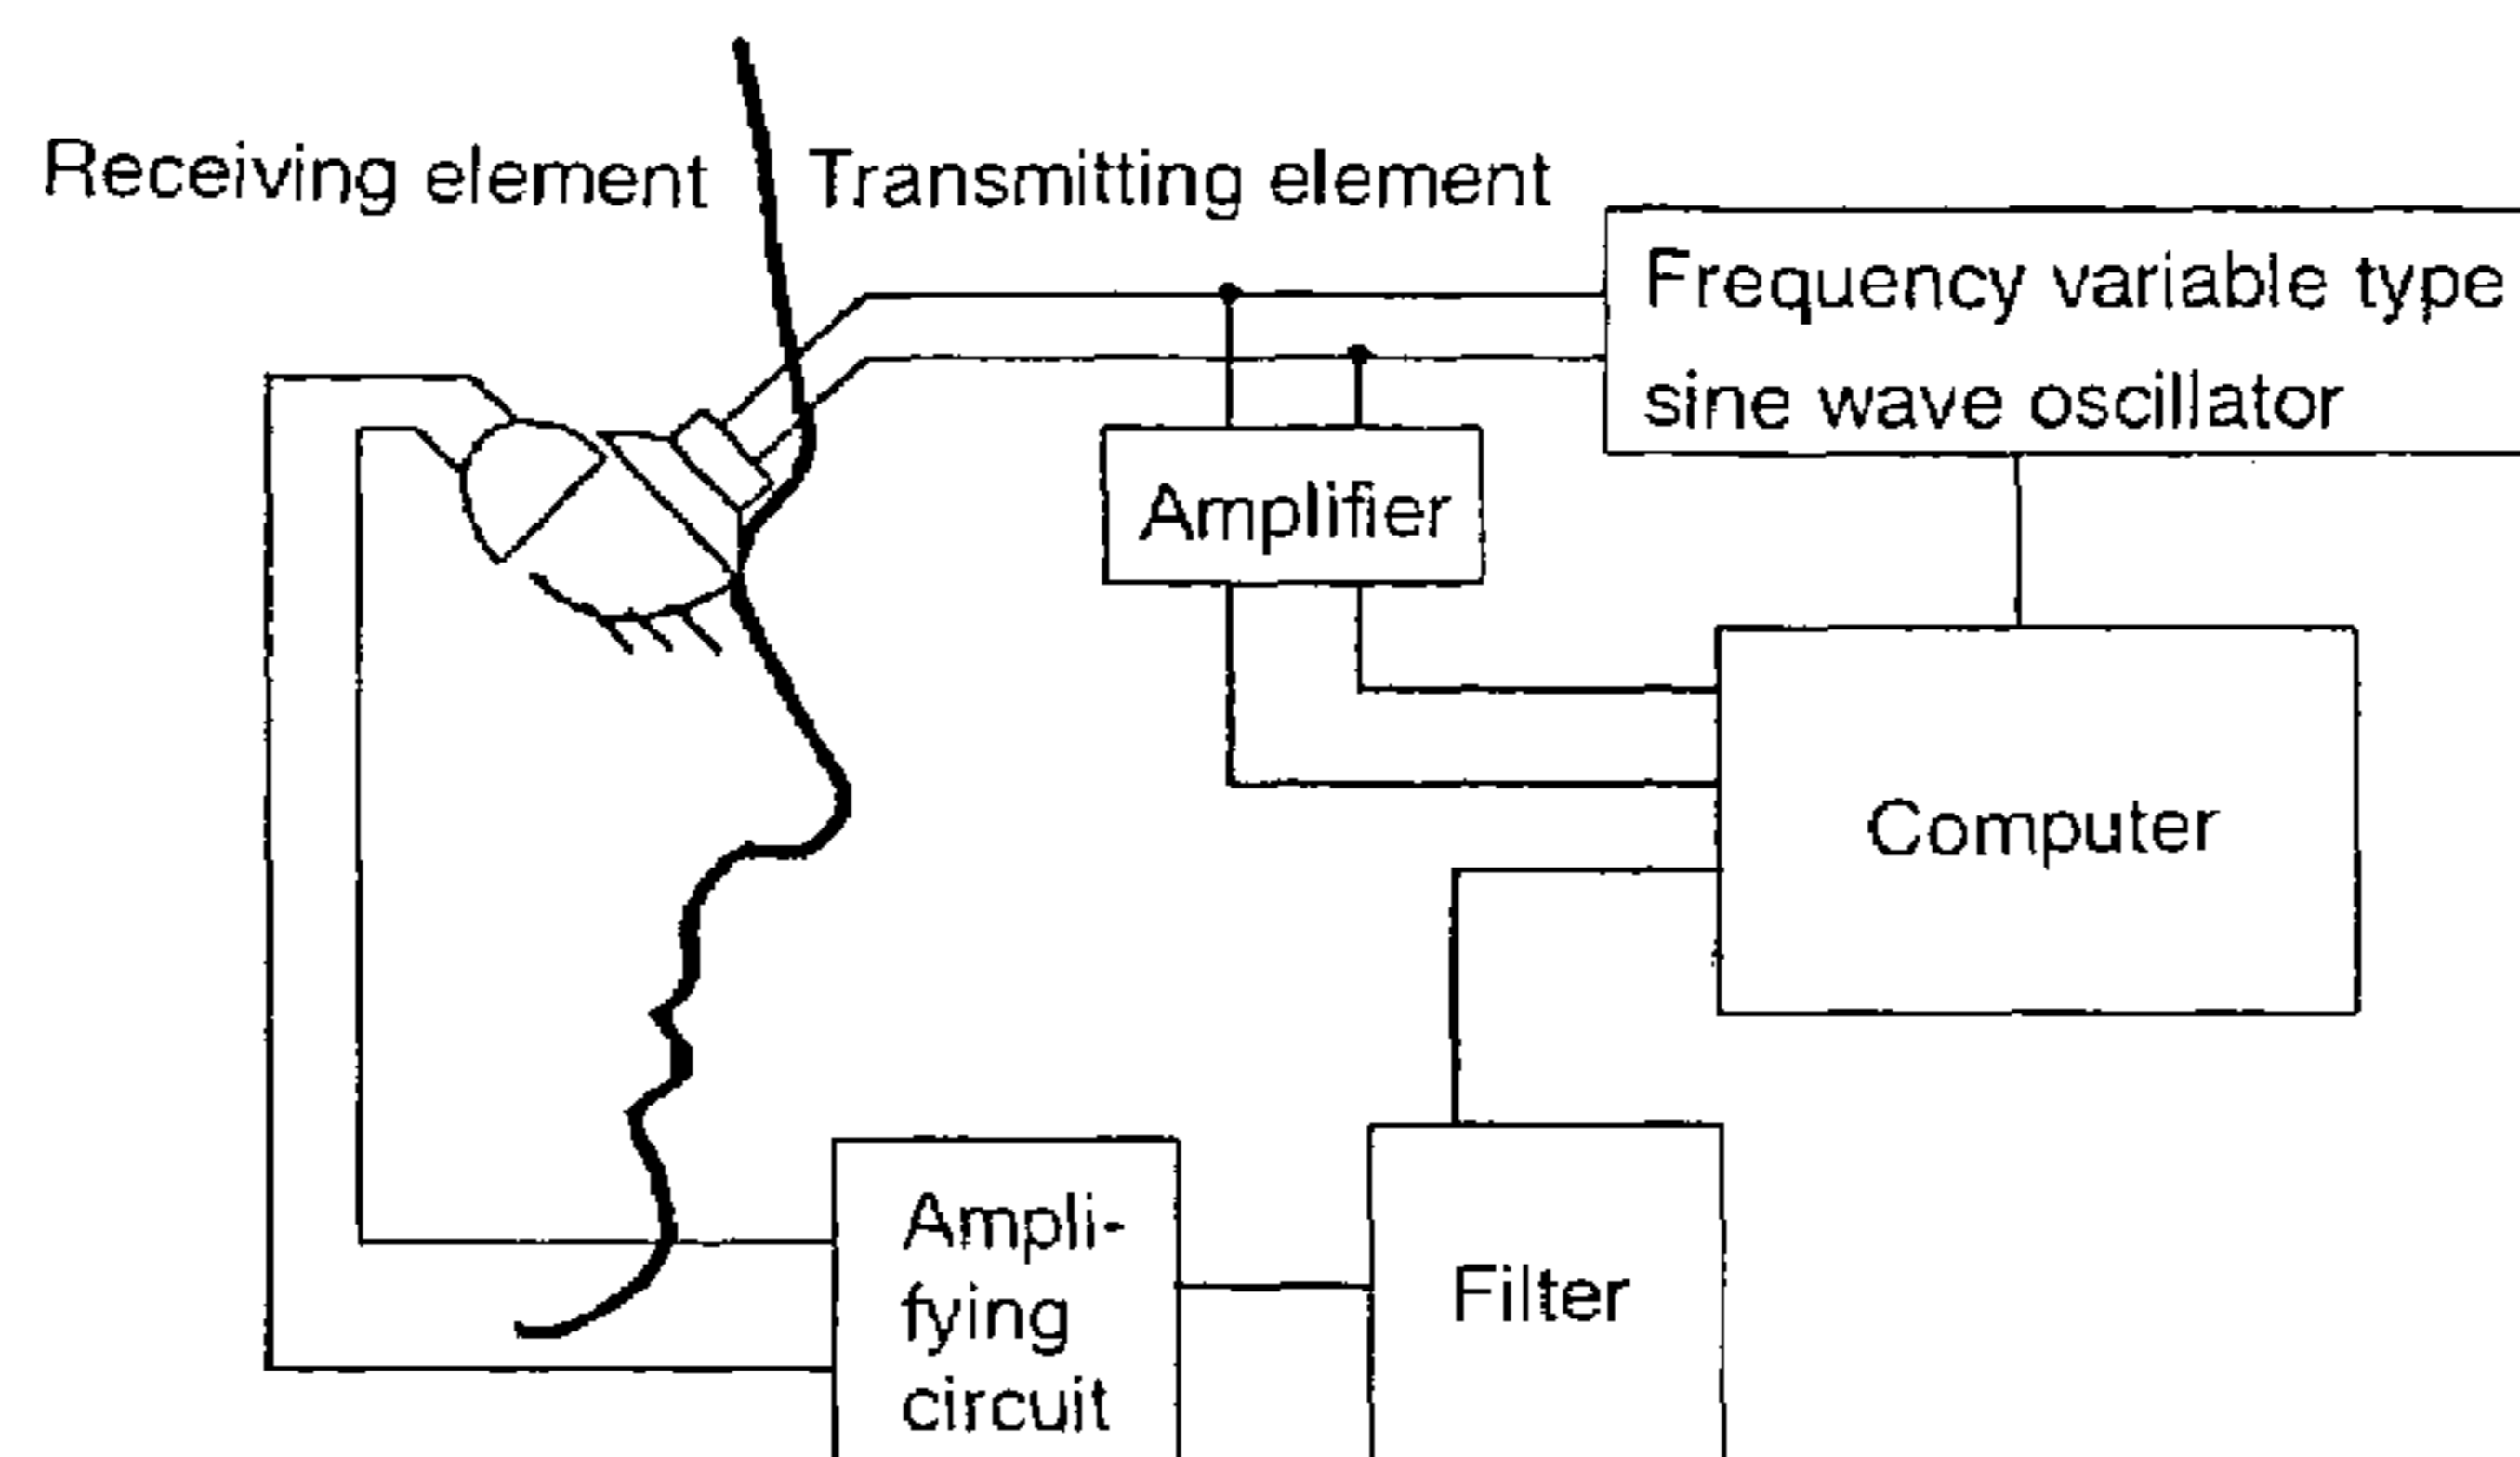 Receiving element
Transmitting element
Frequency variable type
sine wave oscillator
Amplifier
Computer
Ampli-
fying
circuit
Filter